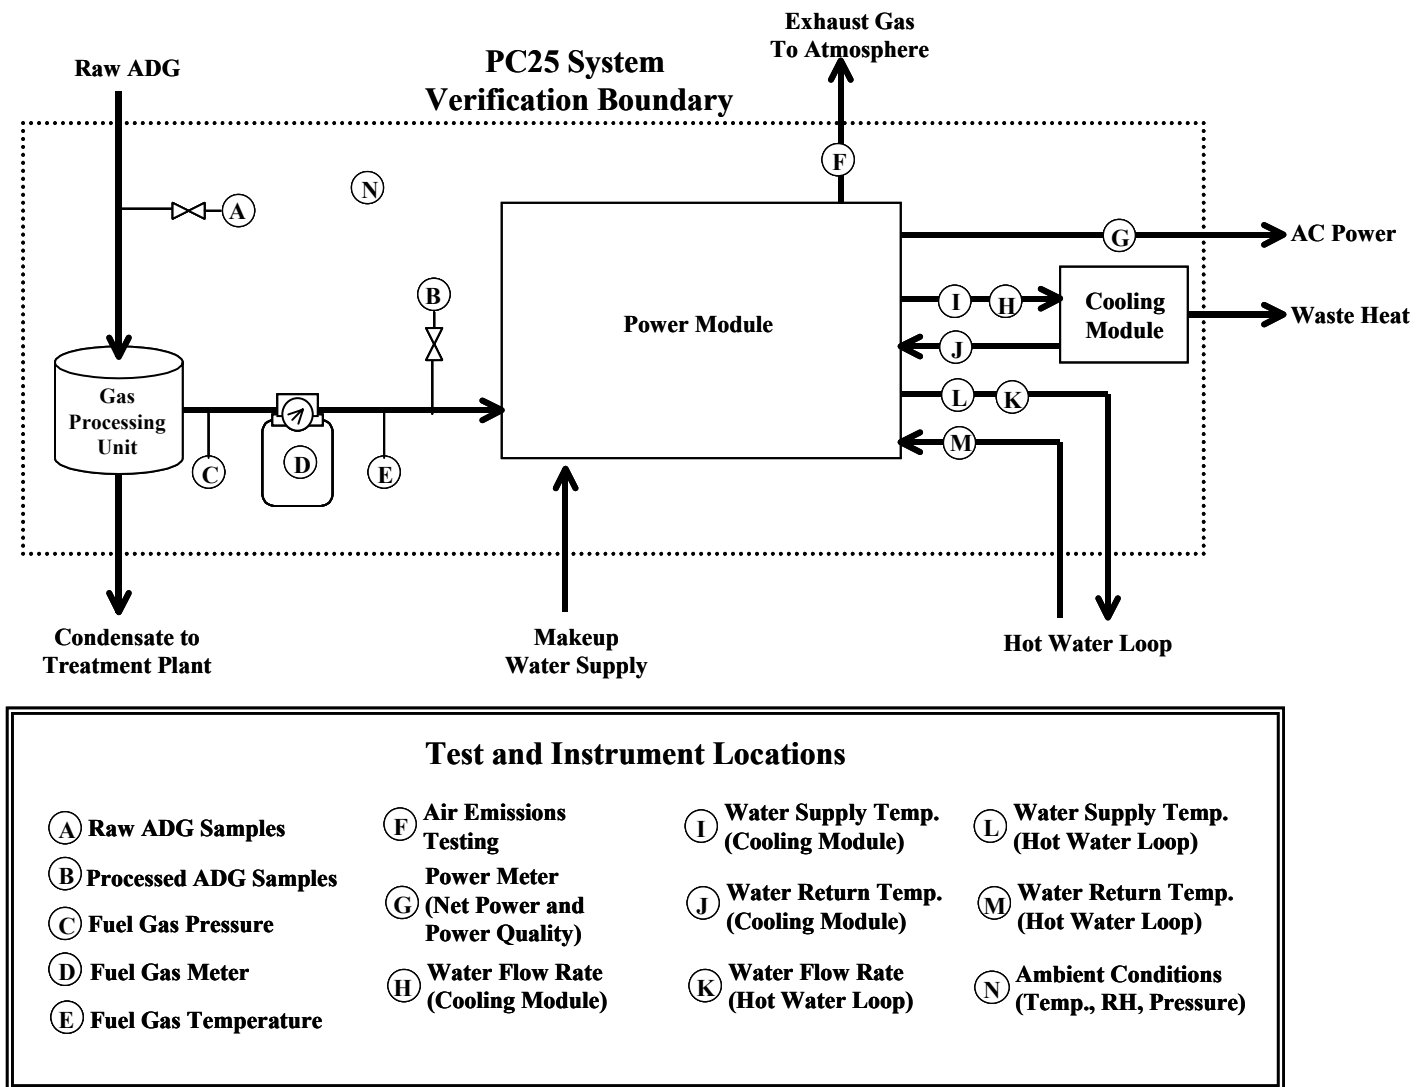 Exhaust Gas
To Atmosphere
PC25 System
Verification Boundary
Raw ADG
F
N
A
G
AC Power
B
I
H
Cooling
Module
Waste Heat
Power Module
J
Gas
Processing
Unit
L
K
M
C
D
E
Condensate to
Treatment Plant
Makeup
Water Supply
Hot Water Loop
Test and Instrument Locations
A Raw ADG Samples
B Processed ADG Samples
C Fuel Gas Pressure
D Fuel Gas Meter
E Fuel Gas Temperature
F Air Emissions
Testing
G Power Meter
(Net Power and
Power Quality)
H Water Flow Rate
(Cooling Module)
I Water Supply Temp.
(Cooling Module)
J Water Return Temp.
(Cooling Module)
K Water Flow Rate
(Hot Water Loop)
L Water Supply Temp.
(Hot Water Loop)
M Water Return Temp.
(Hot Water Loop)
N Ambient Conditions
(Temp., RH, Pressure)